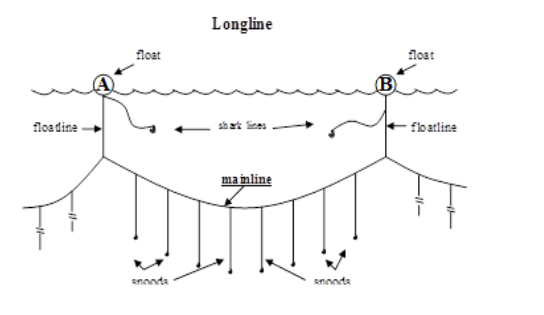 Longline
float
float
A
B
floatline
shark lines
floatline
mainline
snoods
snoods